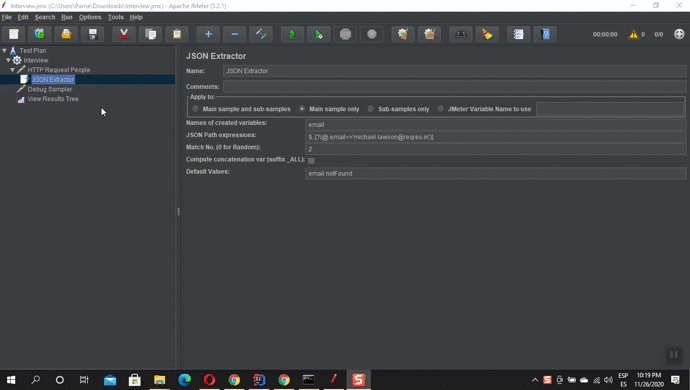 Interview.jmx (C:\Users\Pame\Downloads\Interview.jmx) - Apache JMeter (5.2.1)
File Edit Search Run Options Tools Help
00:00:00 0 0/0
Test Plan
Interview
HTTP Request People
JSON Extractor
Debug Sampler
View Results Tree
JSON Extractor
Name: JSON Extractor
Comments:
Apply to:
Main sample and sub-samples Main sample only Sub-samples only JMeter Variable Name to use
Names of created variables: email
JSON Path expressions: $..[?(@.email=='michael.lawson@reqres.in')]
Match No. (0 for Random): 2
Compute concatenation var (suffix _ALL):
Default Values: email notFound
ESP 10:19 PM
ES 11/26/2020